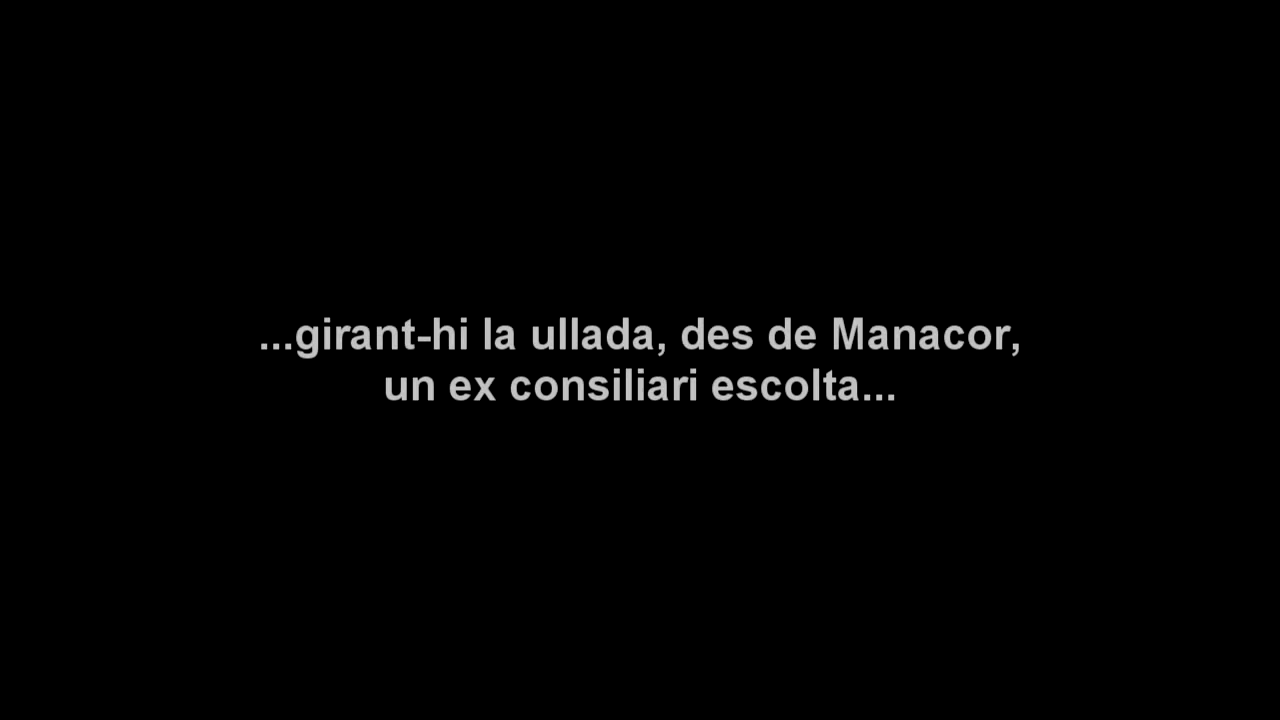 ...girant-hi la ullada, des de Manacor,
un ex consiliari escolta...